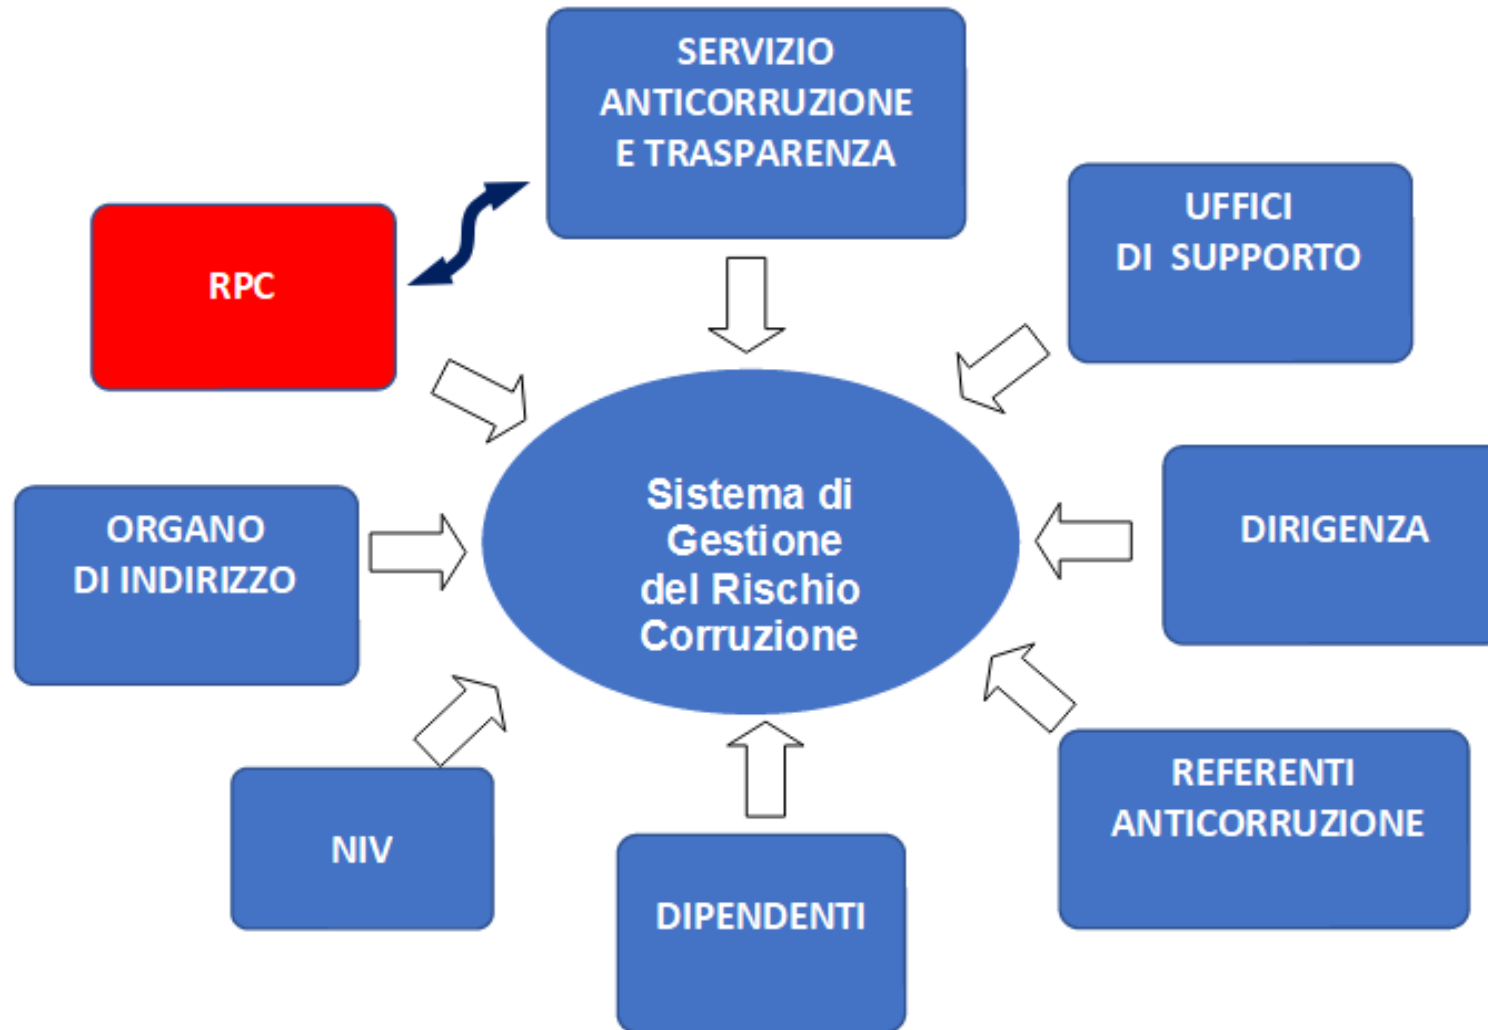 SERVIZIO
ANTICORRUZIONE
E TRASPARENZA
UFFICI
DI SUPPORTO
RPC
ORGANO
DI INDIRIZZO
Sistema di
Gestione
del Rischio
Corruzione
DIRIGENZA
REFERENTI
ANTICORRUZIONE
NIV
DIPENDENTI